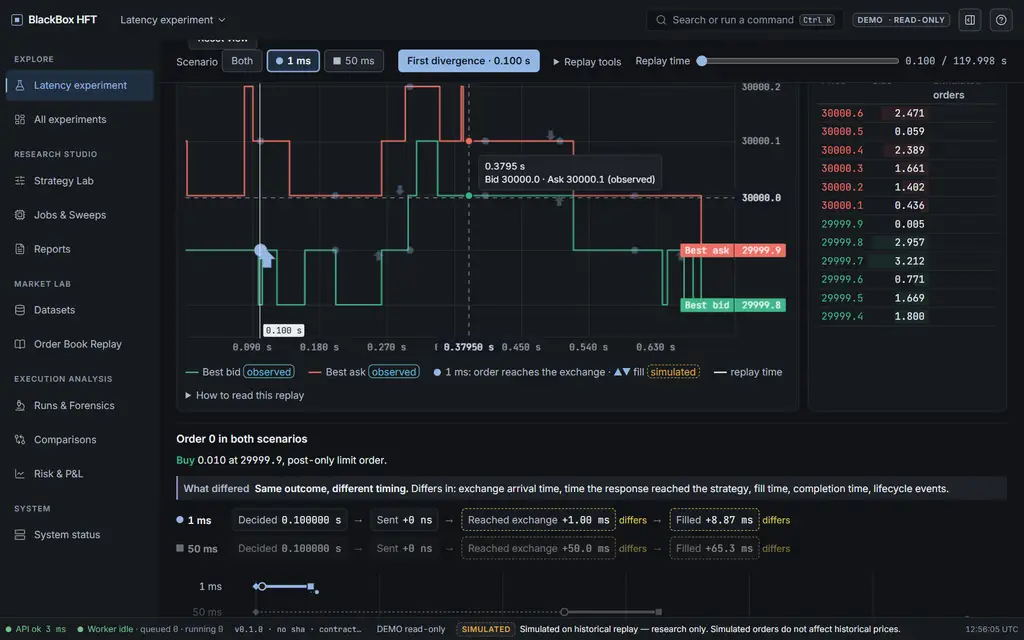 BlackBox HFT
Latency experiment
Search or run a command
Ctrl K
DEMO · READ-ONLY
EXPLORE
Latency experiment
All experiments
RESEARCH STUDIO
Strategy Lab
Jobs & Sweeps
Reports
MARKET LAB
Datasets
Order Book Replay
EXECUTION ANALYSIS
Runs & Forensics
Comparisons
Risk & P&L
SYSTEM
System status
Reset view
Scenario
Both
1 ms
50 ms
First divergence · 0.100 s
Replay tools
Replay time
0.100 / 119.998 s
30000.2
30000.1
30000.0
0.3795 s
Bid 30000.0 · Ask 30000.1 (observed)
Best ask 29999.9
Best bid 29999.8
0.100 s
0.090 s
0.180 s
0.270 s
0.37950 s
0.450 s
0.540 s
0.630 s
Best bid observed
Best ask observed
1 ms: order reaches the exchange · ▲▼ fill simulated
replay time
How to read this replay
orders
30000.6 2.471
30000.5 0.059
30000.4 2.389
30000.3 1.661
30000.2 1.402
30000.1 0.436
29999.9 0.005
29999.8 2.957
29999.7 3.212
29999.6 0.771
29999.5 1.669
29999.4 1.800
Order 0 in both scenarios
Buy 0.010 at 29999.9, post-only limit order.
What differed Same outcome, different timing. Differs in: exchange arrival time, time the response reached the strategy, fill time, completion time, lifecycle events.
1 ms Decided 0.100000 s → Sent +0 ns → Reached exchange +1.00 ms differs → Filled +8.87 ms differs
50 ms Decided 0.100000 s → Sent +0 ns → Reached exchange +50.0 ms differs → Filled +65.3 ms differs
1 ms
50 ms
API ok 3 ms
Worker idle · queued 0 · running 0
v0.1.0 · no sha · contract…
DEMO read-only
SIMULATED
Simulated on historical replay — research only. Simulated orders do not affect historical prices.
12:56:05 UTC